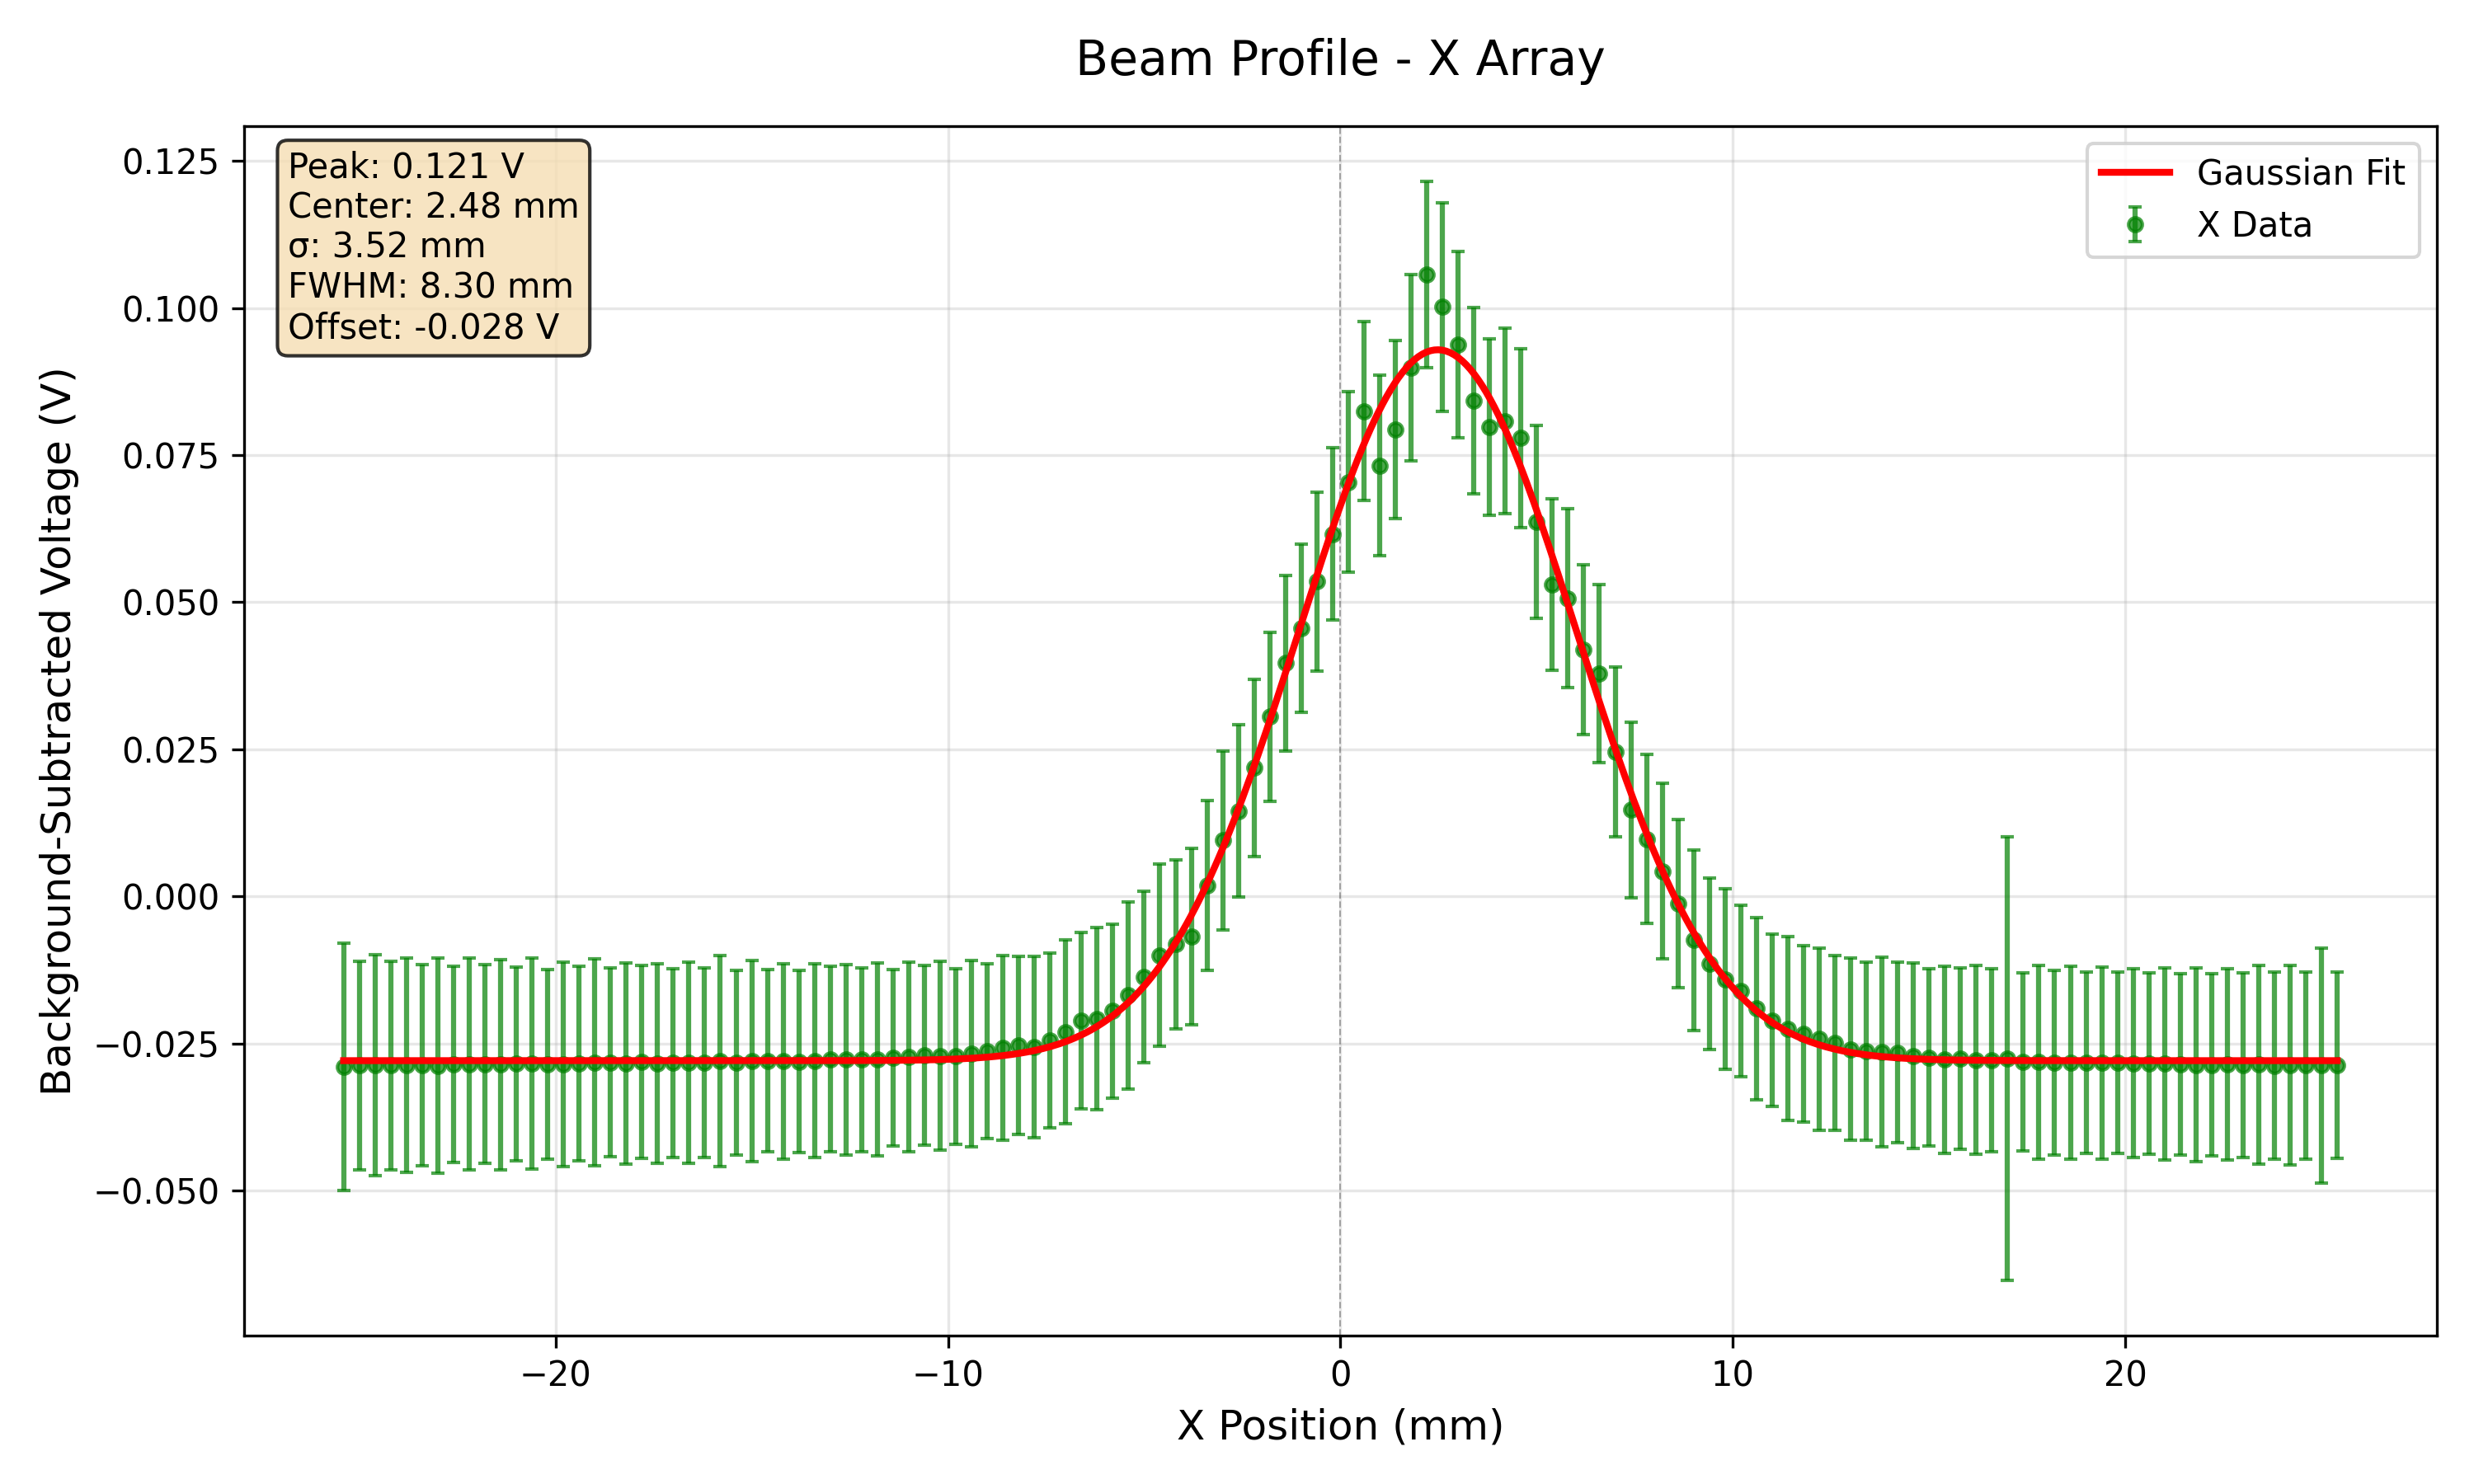 Beam Profile - X Array
Peak: 0.121 V
Center: 2.48 mm
σ: 3.52 mm
FWHM: 8.30 mm
Offset: -0.028 V
Gaussian Fit
X Data
Background-Subtracted Voltage (V)
0.125
0.100
0.075
0.050
0.025
0.000
−0.025
−0.050
−20
−10
0
10
20
X Position (mm)